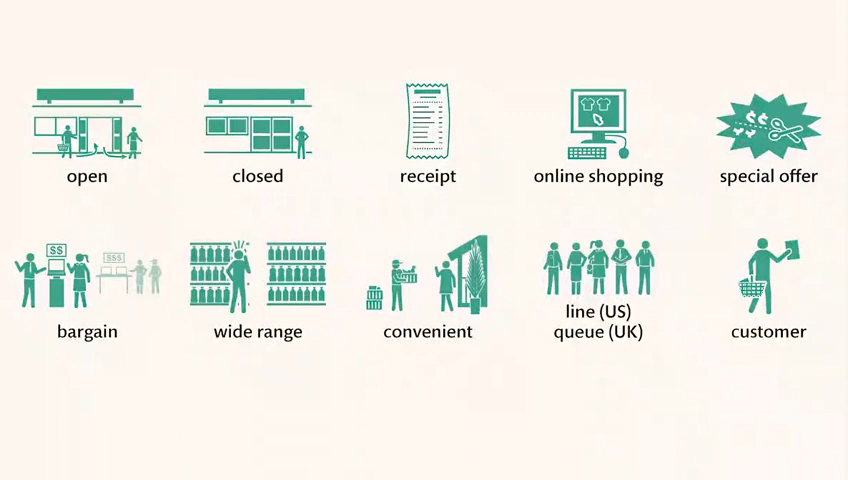 open
closed
receipt
online shopping
special offer
$$
$$$
bargain
wide range
convenient
line (US)
queue (UK)
customer